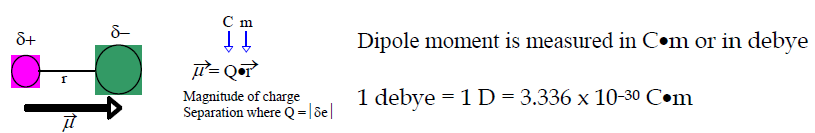 δ+
δ–
r
μ
C m
μ = Q•r
Magnitude of charge
Separation where Q =|δe|
Dipole moment is measured in C•m or in debye
1 debye = 1 D = 3.336 x 10-30 C•m